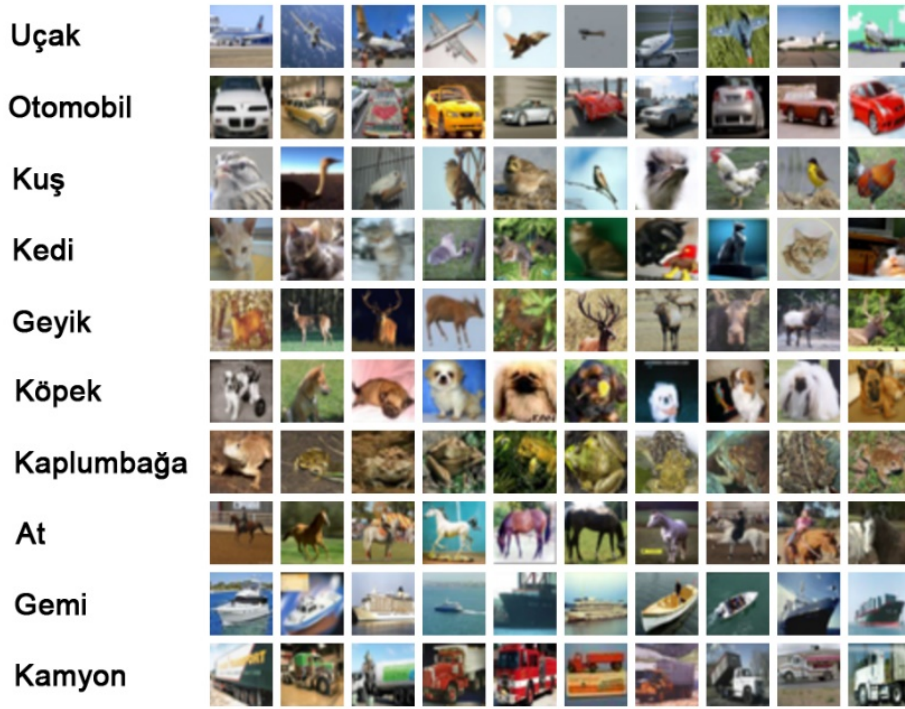 Uçak
Otomobil
Kuş
Kedi
Geyik
Köpek
Kaplumbağa
At
Gemi
Kamyon